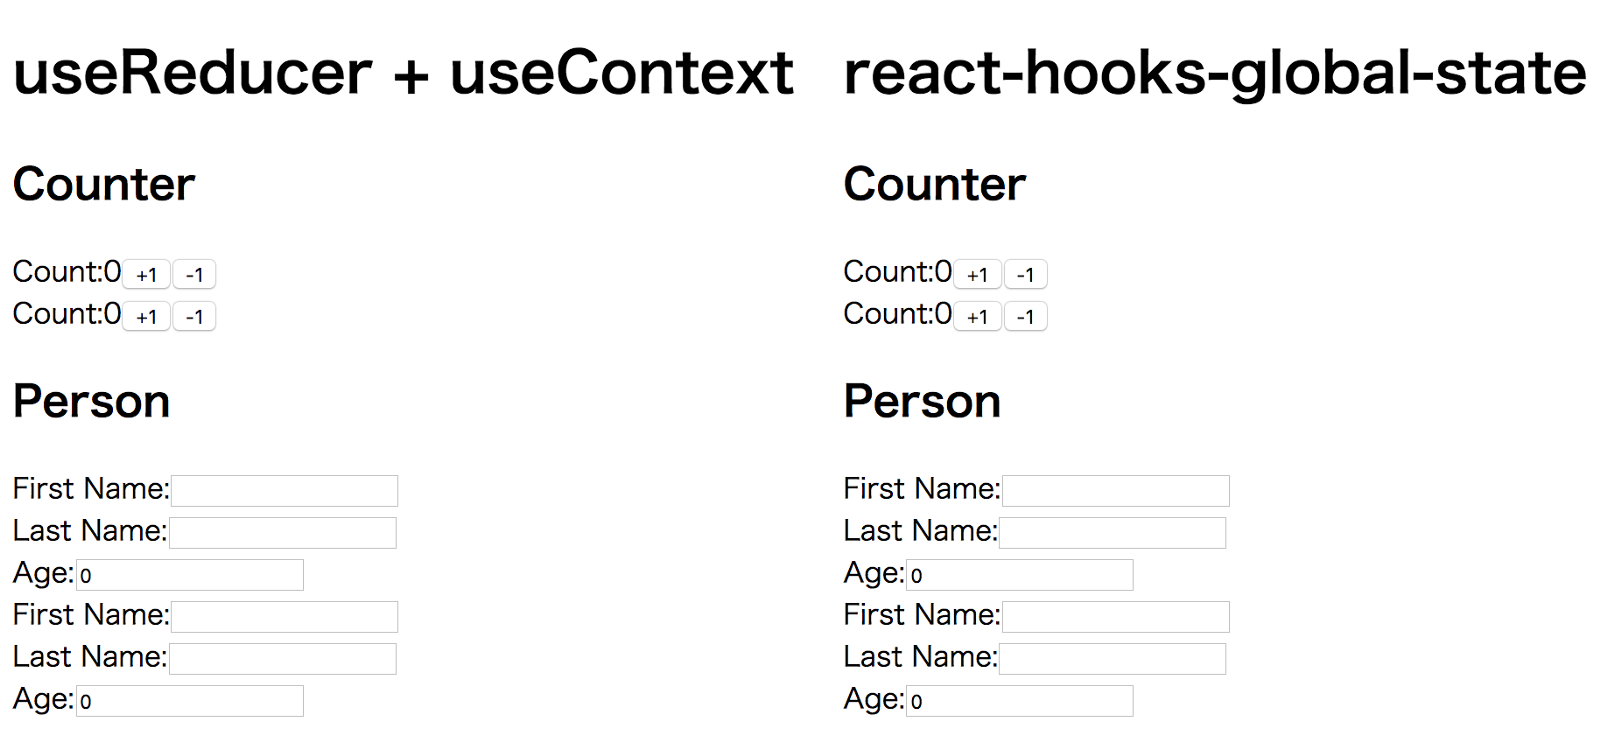 useReducer + useContext
Counter
Count:0 +1 -1
Count:0 +1 -1
Person
First Name:
Last Name:
Age: 0
First Name:
Last Name:
Age: 0
react-hooks-global-state
Counter
Count:0 +1 -1
Count:0 +1 -1
Person
First Name:
Last Name:
Age: 0
First Name:
Last Name:
Age: 0